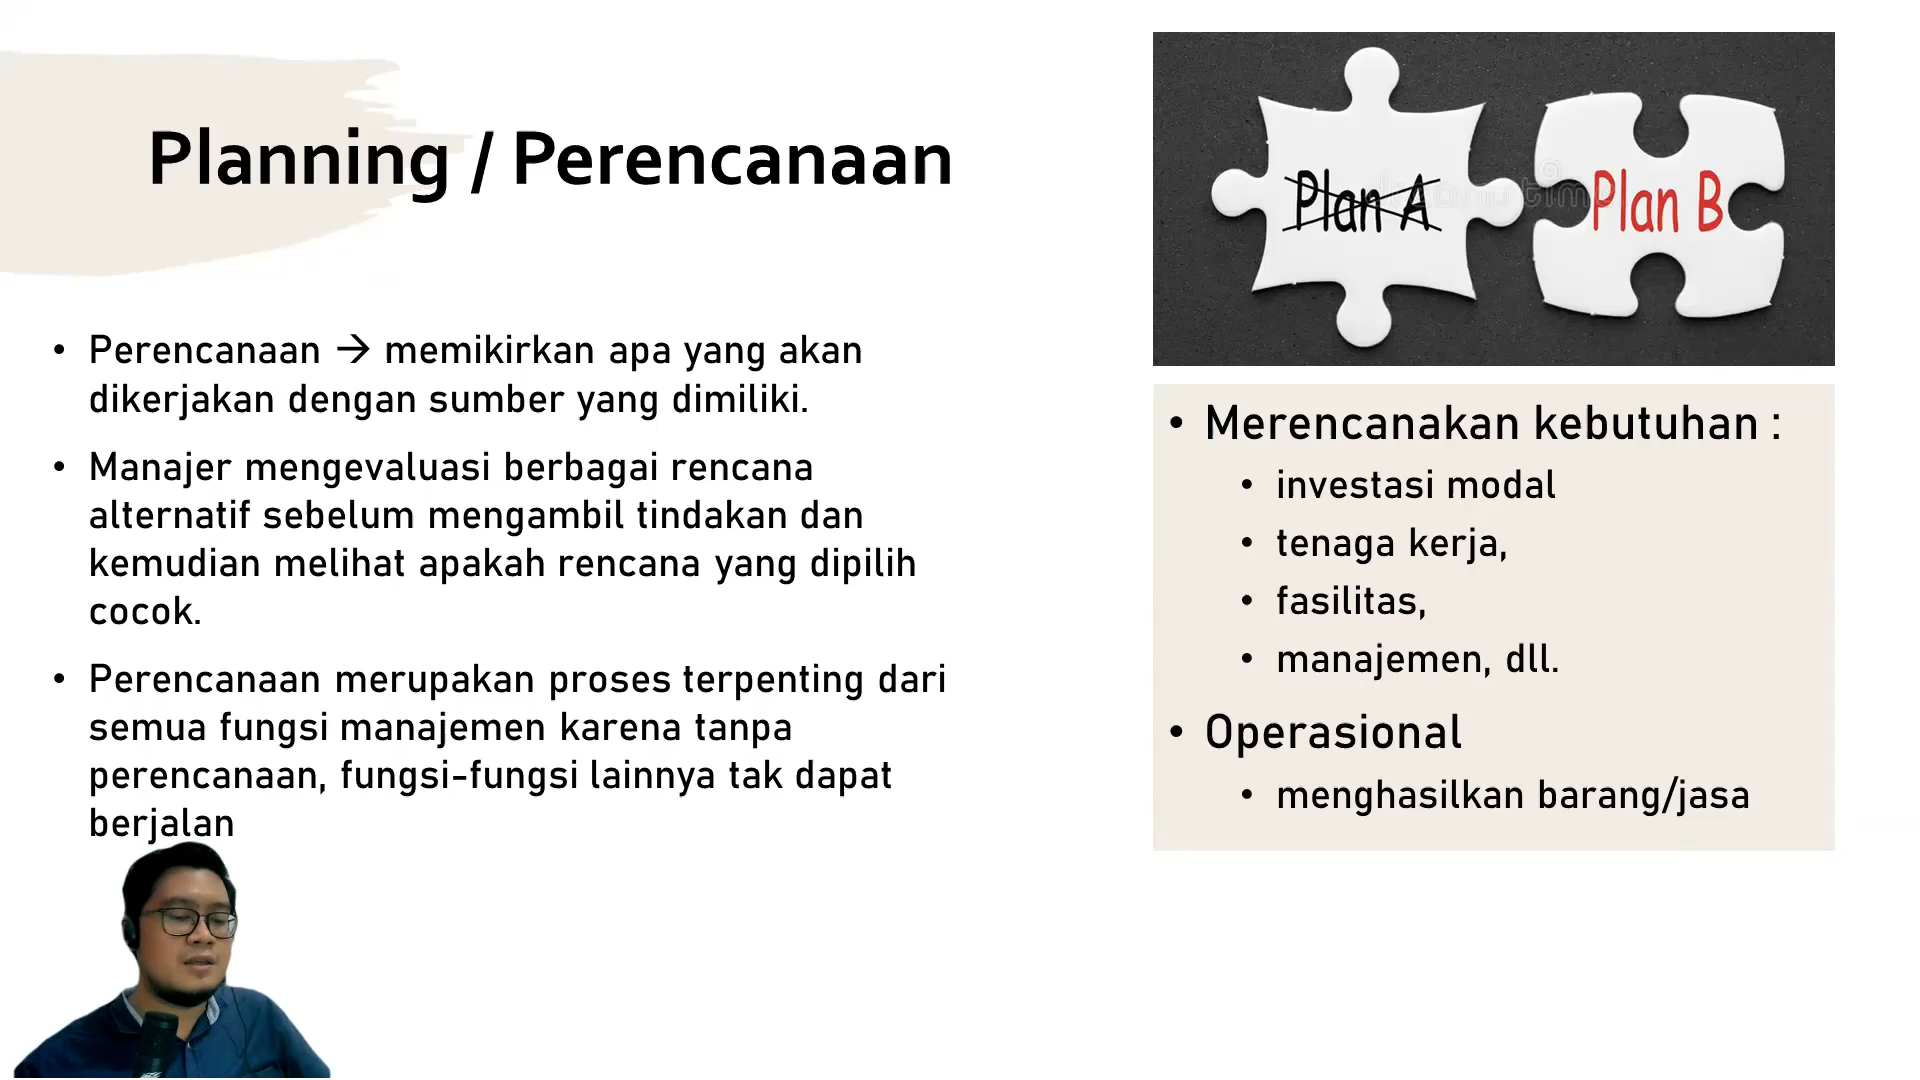 Planning / Perencanaan
• Perencanaan → memikirkan apa yang akan
dikerjakan dengan sumber yang dimiliki.
• Manajer mengevaluasi berbagai rencana
alternatif sebelum mengambil tindakan dan
kemudian melihat apakah rencana yang dipilih
cocok.
• Perencanaan merupakan proses terpenting dari
semua fungsi manajemen karena tanpa
perencanaan, fungsi-fungsi lainnya tak dapat
berjalan
Plan A
Plan B
• Merencanakan kebutuhan :
• investasi modal
• tenaga kerja,
• fasilitas,
• manajemen, dll.
• Operasional
• menghasilkan barang/jasa